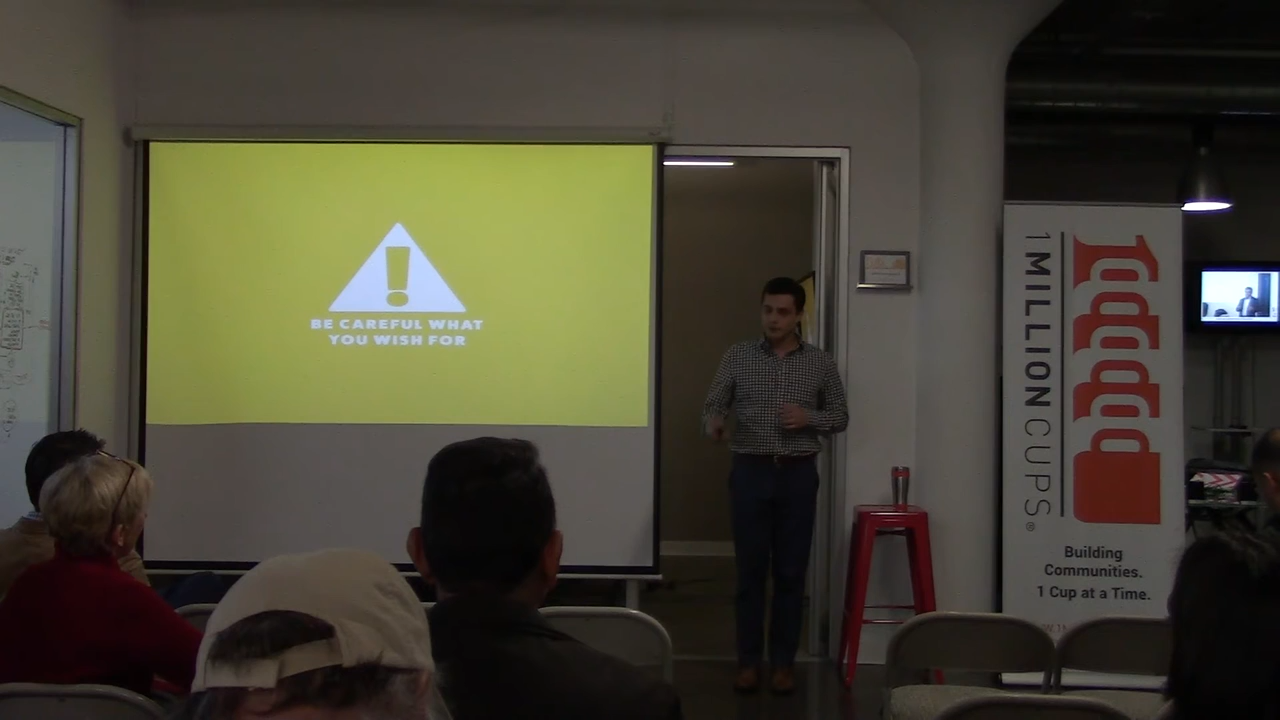 BE CAREFUL WHAT
YOU WISH FOR
1 MILLION CUPS®
Building
Communities.
1 Cup at a Time.